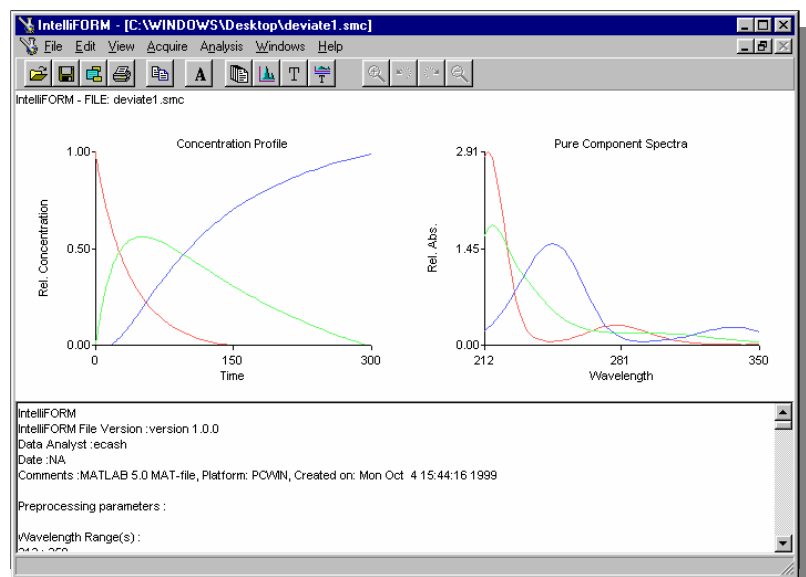 IntelliFORM - [C:\WINDOWS\Desktop\deviate1.smc]
File Edit View Acquire Analysis Windows Help
A T
IntelliFORM - FILE: deviate1.smc
Concentration Profile
1.00
0.50
0.00
Rel. Concentration
0 150 300
Time
Pure Component Spectra
2.91
1.45
0.00
Rel. Abs.
212 281 350
Wavelength
IntelliFORM
IntelliFORM File Version :version 1.0.0
Data Analyst :ecash
Date :NA
Comments :MATLAB 5.0 MAT-file, Platform: PCWIN, Created on: Mon Oct 4 15:44:16 1999
Preprocessing parameters :
Wavelength Range(s) :